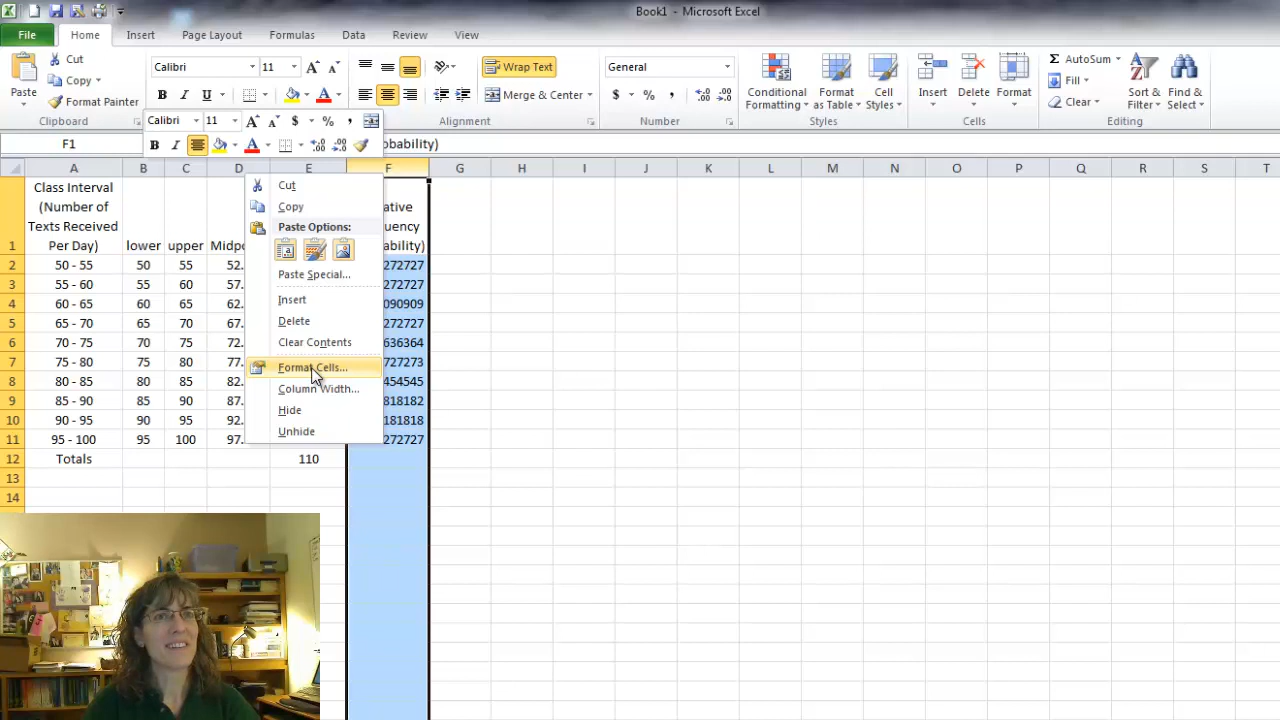 Book1 - Microsoft Excel
File Home Insert Page Layout Formulas Data Review View
Cut
Copy
Format Painter
Paste
Clipboard
Calibri 11
B I U
Wrap Text
Merge & Center
Alignment
General
$ % ,
Number
Conditional Formatting
Format as Table
Cell Styles
Styles
Insert
Delete
Format
Cells
AutoSum
Fill
Clear
Sort & Filter
Find & Select
Editing
Calibri 11 $ % ,
B I
F1 obability)
A B C D E F G H I J K L M N O P Q R S T
Class Interval
(Number of
Texts Received
Per Day) lower upper Midpo
ative
uency
ability)
1
2 50 - 55 50 55 52. 272727
3 55 - 60 55 60 57. 272727
4 60 - 65 60 65 62. 090909
5 65 - 70 65 70 67. 272727
6 70 - 75 70 75 72. 636364
7 75 - 80 75 80 77. 727273
8 80 - 85 80 85 82. 454545
9 85 - 90 85 90 87. 818182
10 90 - 95 90 95 92. 181818
11 95 - 100 95 100 97. 272727
12 Totals 110
13
14
Cut
Copy
Paste Options:
Paste Special...
Insert
Delete
Clear Contents
Format Cells...
Column Width...
Hide
Unhide